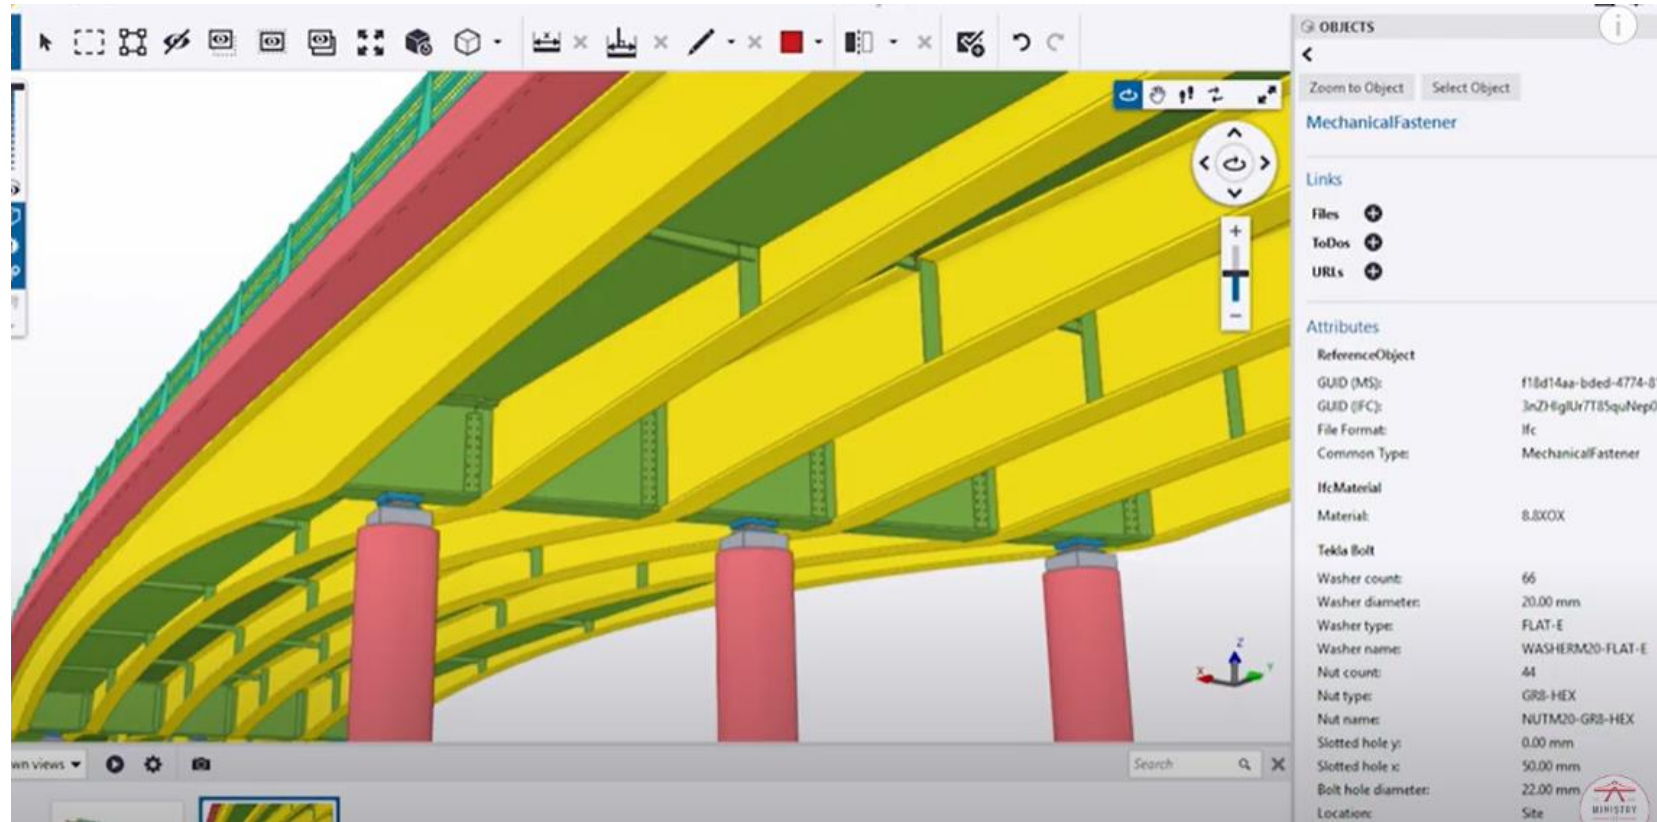 OBJECTS
Zoom to Object Select Object
MechanicalFastener
Links
Files
ToDos
URLs
Attributes
ReferenceObject
GUID (MS): f18d14aa-bded-4774-8
GUID (IFC):
File Format: Ifc
Common Type: MechanicalFastener
IfcMaterial
Material: 8.8XOX
Tekla Bolt
Washer count: 66
Washer diameter: 20.00 mm
Washer type: FLAT-E
Washer name: WASHERM20-FLAT-E
Nut count: 44
Nut type: GR8-HEX
Nut name: NUTM20-GR8-HEX
Slotted hole y: 0.00 mm
Slotted hole x: 50.00 mm
Bolt hole diameter: 22.00 mm
Location: Site
Z
Y
X
wn views
Search
MINISTRY